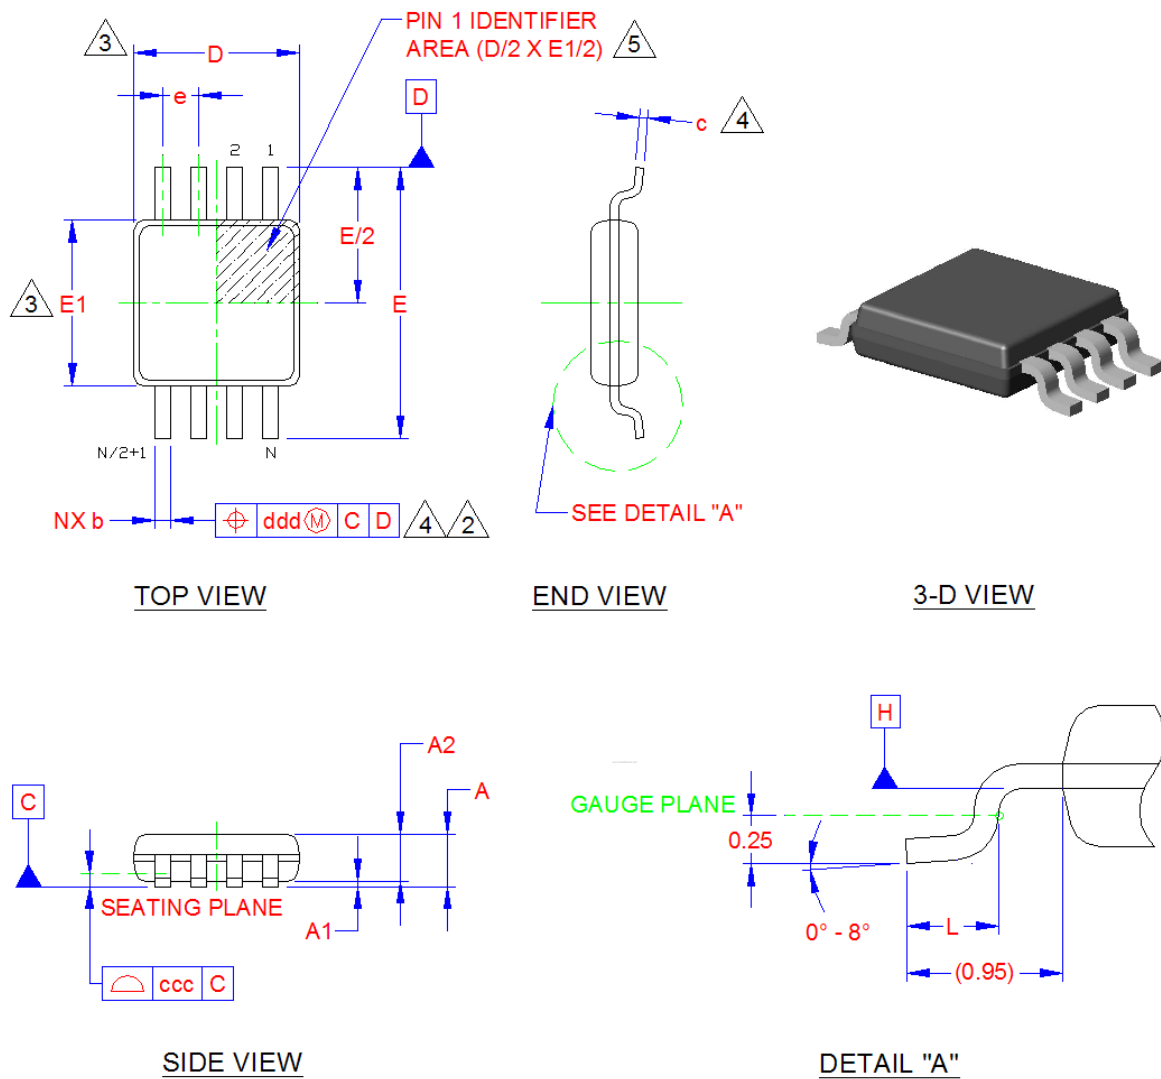 PIN 1 IDENTIFIER
AREA (D/2 X E1/2)
5
3
D
e
D
2 1
c
4
E/2
3
E1
E
N/2+1
N
NX b
ddd M C D
4
2
SEE DETAIL "A"
TOP VIEW
END VIEW
3-D VIEW
A2
A
C
SEATING PLANE
A1
ccc C
SIDE VIEW
H
GAUGE PLANE
0.25
0° - 8°
L
(0.95)
DETAIL "A"